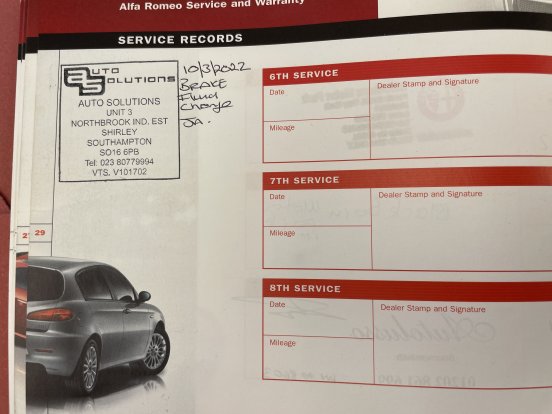 Alfa Romeo Service and Warranty
SERVICE RECORDS
AUTO
SOLUTIONS
AUTO SOLUTIONS
UNIT 3
NORTHBROOK IND. EST
SHIRLEY
SOUTHAMPTON
SO16 6PB
Tel: 023 80779994
VTS. V101702
10/3/2022
BRAKE
Fluid
Change
JA.
6TH SERVICE
Date
Dealer Stamp and Signature
Mileage
7TH SERVICE
Date
Dealer Stamp and Signature
Mileage
8TH SERVICE
Date
Dealer Stamp and Signature
Mileage
29